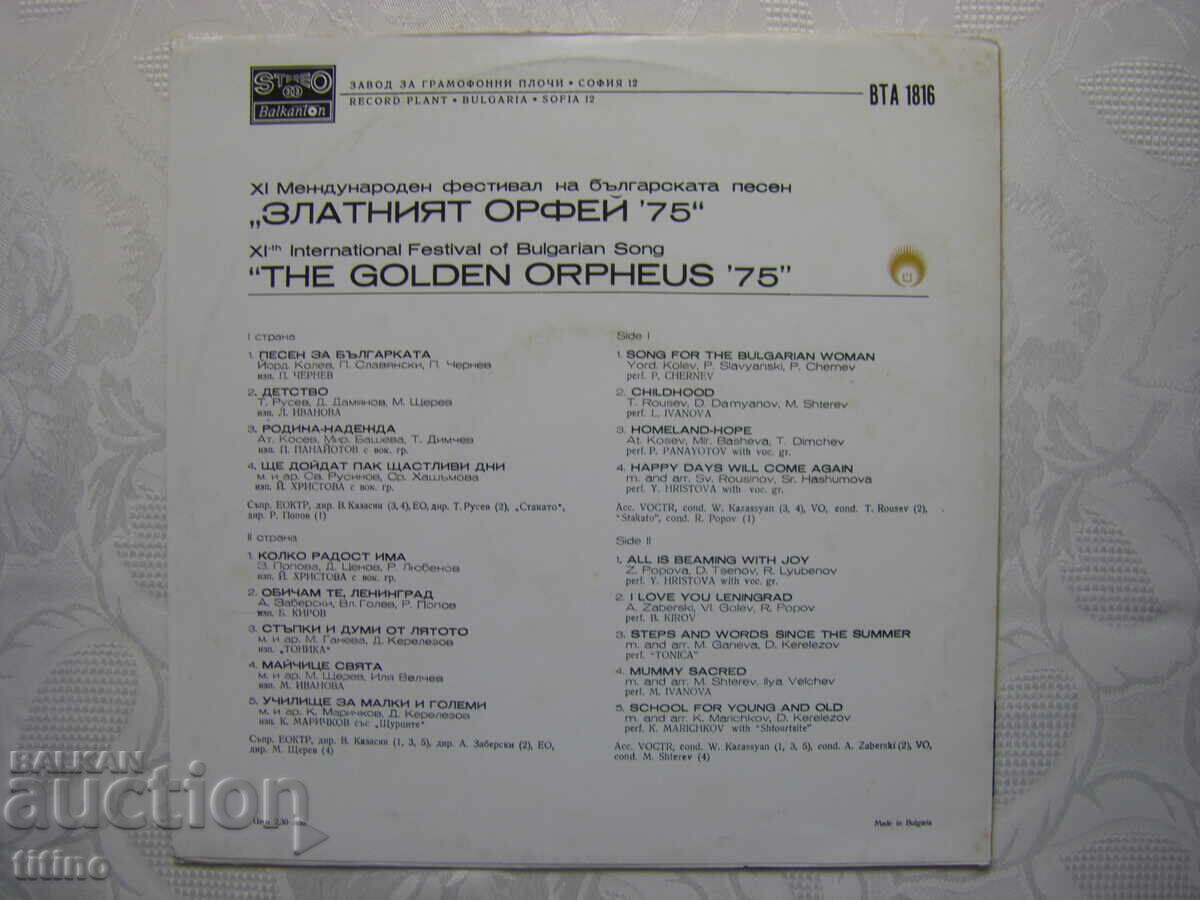 STEREO
303
Balkanton
ЗАВОД ЗА ГРАМОФОННИ ПЛОЧИ • СОФИЯ 12
RECORD PLANT • BULGARIA • SOFIA 12
BTA 1816
XI Международен фестивал на българската песен
„ЗЛАТНИЯТ ОРФЕЙ '75“
XI-th International Festival of Bulgarian Song
“THE GOLDEN ORPHEUS '75”
I страна
1. ПЕСЕН ЗА БЪЛГАРКАТА
Йорд. Колев, П. Славянски, П. Чернев
изп. П. ЧЕРНЕВ
2. ДЕТСТВО
Т. Русев, Д. Дамянов, М. Щерев
изп. Л. ИВАНОВА
3. РОДИНА-НАДЕЖДА
Ат. Косев, Мир. Башева, Т. Димчев
изп. П. ПАНАЙОТОВ с вок. гр.
4. ЩЕ ДОЙДАТ ПАК ЩАСТЛИВИ ДНИ
м. и ар. Св. Русинов, Ср. Хашъмова
изп. Й. ХРИСТОВА с вок. гр.
Съпр. ЕОКТР, дир. В. Казасян (3, 4), ЕО, дир. Т. Русев (2), „Стакато“,
дир. Р. Попов (1)
II страна
1. КОЛКО РАДОСТ ИМА
З. Попова, Д. Ценов, Р. Любенов
изп. Й. ХРИСТОВА с вок. гр.
2. ОБИЧАМ ТЕ, ЛЕНИНГРАД
А. Заберски, Вл. Голев, Р. Попов
изп. Б. КИРОВ
3. СТЪПКИ И ДУМИ ОТ ЛЯТОТО
м. и ар. М. Ганева, Д. Керелезов
изп. „ТОНИКА“
4. МАЙЧИЦЕ СВЯТА
м. и ар. М. Щерев, Иля Велчев
изп. М. ИВАНОВА
5. УЧИЛИЩЕ ЗА МАЛКИ И ГОЛЕМИ
м. и ар. К. Маричков, Д. Керелезов
изп. К. МАРИЧКОВ със „Щурците“
Съпр. ЕОКТР, дир. В. Казасян (1, 3, 5), дир. А. Заберски (2), ЕО,
дир. М. Щерев (4)
Цена 2,30
Side I
1. SONG FOR THE BULGARIAN WOMAN
Yord. Kolev, P. Slavyanski, P. Chernev
perf. P. CHERNEV
2. CHILDHOOD
T. Rousev, D. Damyanov, M. Shterev
perf. L. IVANOVA
3. HOMELAND-HOPE
At. Kosev, Mir. Basheva, T. Dimchev
perf. P. PANAYOTOV with voc. gr.
4. HAPPY DAYS WILL COME AGAIN
m. and arr. Sv. Rousinov, Sr. Hashumova
perf. Y. HRISTOVA with voc. gr.
Acc. VOCTR, cond. W. Kazassyan (3, 4), VO, cond. T. Rousev (2),
"Stakato", cond. R. Popov (1)
Side II
1. ALL IS BEAMING WITH JOY
Z. Popova, D. Tsenov, R. Lyubenov
perf. Y. HRISTOVA with voc. gr.
2. I LOVE YOU LENINGRAD
A. Zaberski, Vl. Golev, R. Popov
perf. B. KIROV
3. STEPS AND WORDS SINCE THE SUMMER
m. and arr. M. Ganeva, D. Kerelezov
perf. "TONICA"
4. MUMMY SACRED
m. and arr. M. Shterev, Ilya Velchev
perf. M. IVANOVA
5. SCHOOL FOR YOUNG AND OLD
m. and arr. K. Marichkov, D. Kerelezov
perf. K. MARICHKOV with "Shtourtsite"
Acc. VOCTR, cond. W. Kazassyan (1, 3, 5), cond. A. Zaberski (2), VO,
cond. M. Shterev (4)
Made in Bulgaria
BALKAN
auction
titino